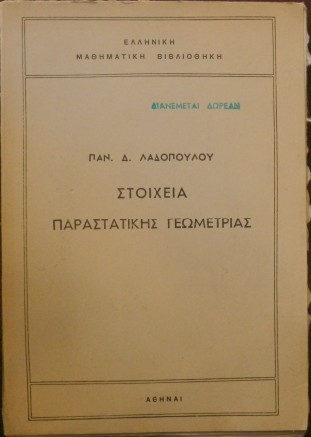 ΕΛΛΗΝΙΚΗ
ΜΑΘΗΜΑΤΙΚΗ ΒΙΒΛΙΟΘΗΚΗ
ΔΙΑΝΕΜΕΤΑΙ ΔΩΡΕΑΝ
ΠΑΝ. Δ. ΛΑΔΟΠΟΥΛΟΥ
ΣΤΟΙΧΕΙΑ
ΠΑΡΑΣΤΑΤΙΚΗΣ ΓΕΩΜΕΤΡΙΑΣ
ΑΘΗΝΑΙ